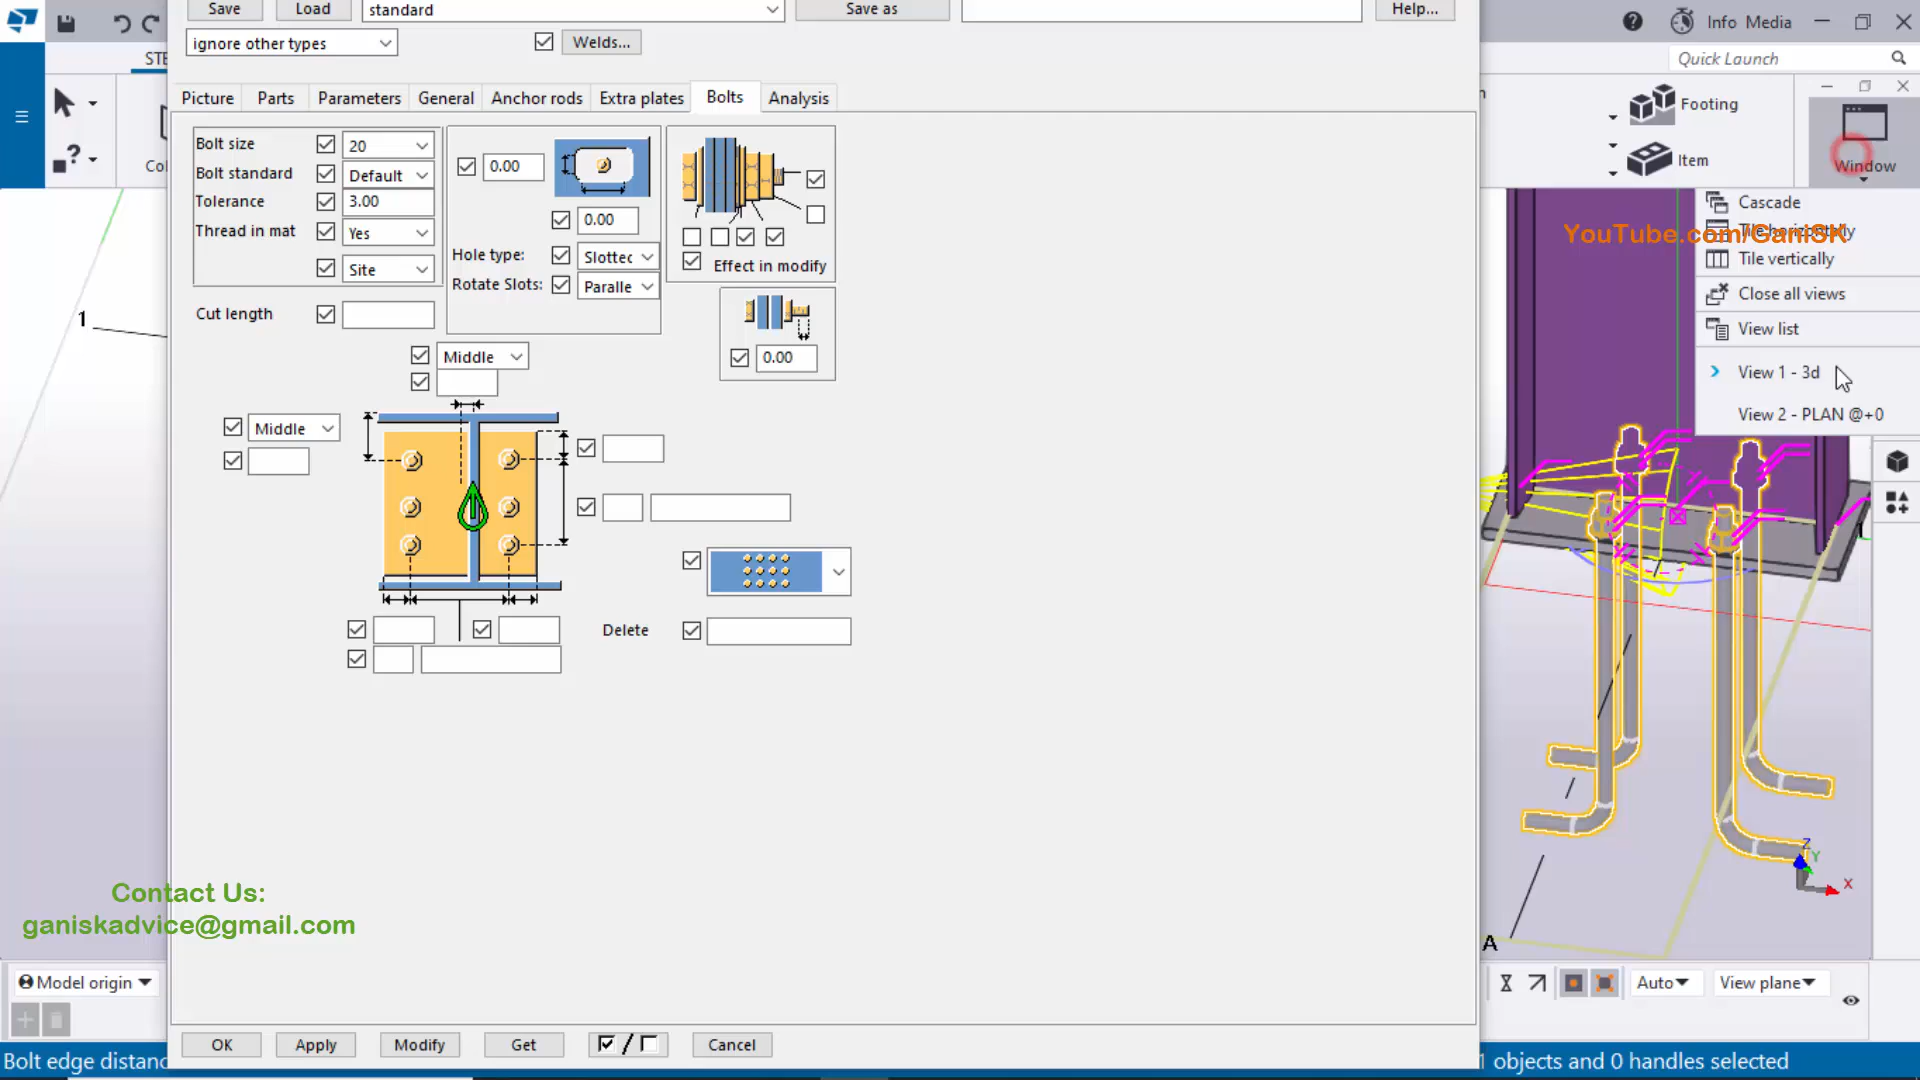 Save Load standard Save as Help...
Info Media
ignore other types Welds...
STE
Quick Launch
Picture Parts Parameters General Anchor rods Extra plates Bolts Analysis
Footing
Item
Window
Bolt size 20
Bolt standard Default
Tolerance 3.00
Thread in mat Yes
Site
Cut length
0.00
0.00
Hole type: Slotted
Rotate Slots: Paralle
Effect in modify
0.00
Cascade
Tile horizontally
YouTube.com/GaniSK
Tile vertically
Close all views
View list
View 1 - 3d
View 2 - PLAN @+0
1
Middle
Middle
Delete
Z
Y
X
Contact Us:
ganiskadvice@gmail.com
A
Model origin
Auto View plane
OK Apply Modify Get / Cancel
Bolt edge distanc
1 objects and 0 handles selected